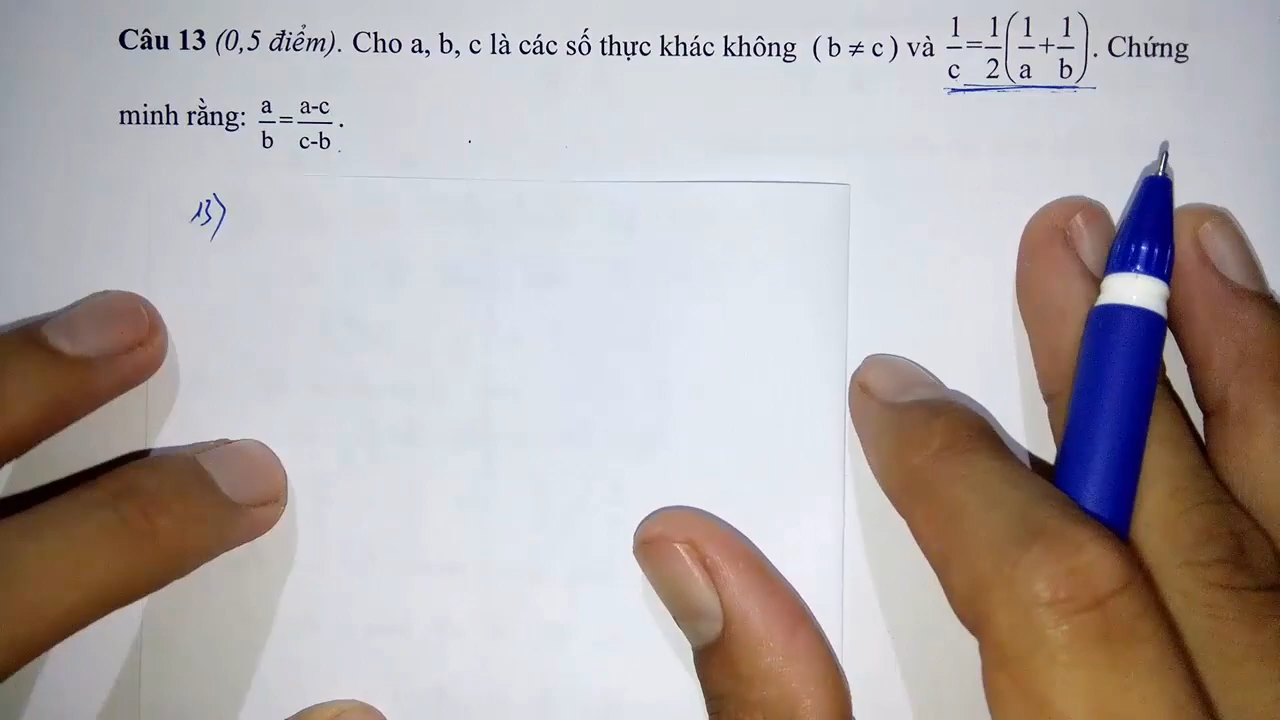 Câu 13 (0,5 điểm). Cho a, b, c là các số thực khác không ( b ≠ c ) và 1/c = 1/2 (1/a + 1/b). Chứng
minh rằng: a/b = a-c/c-b.
13)